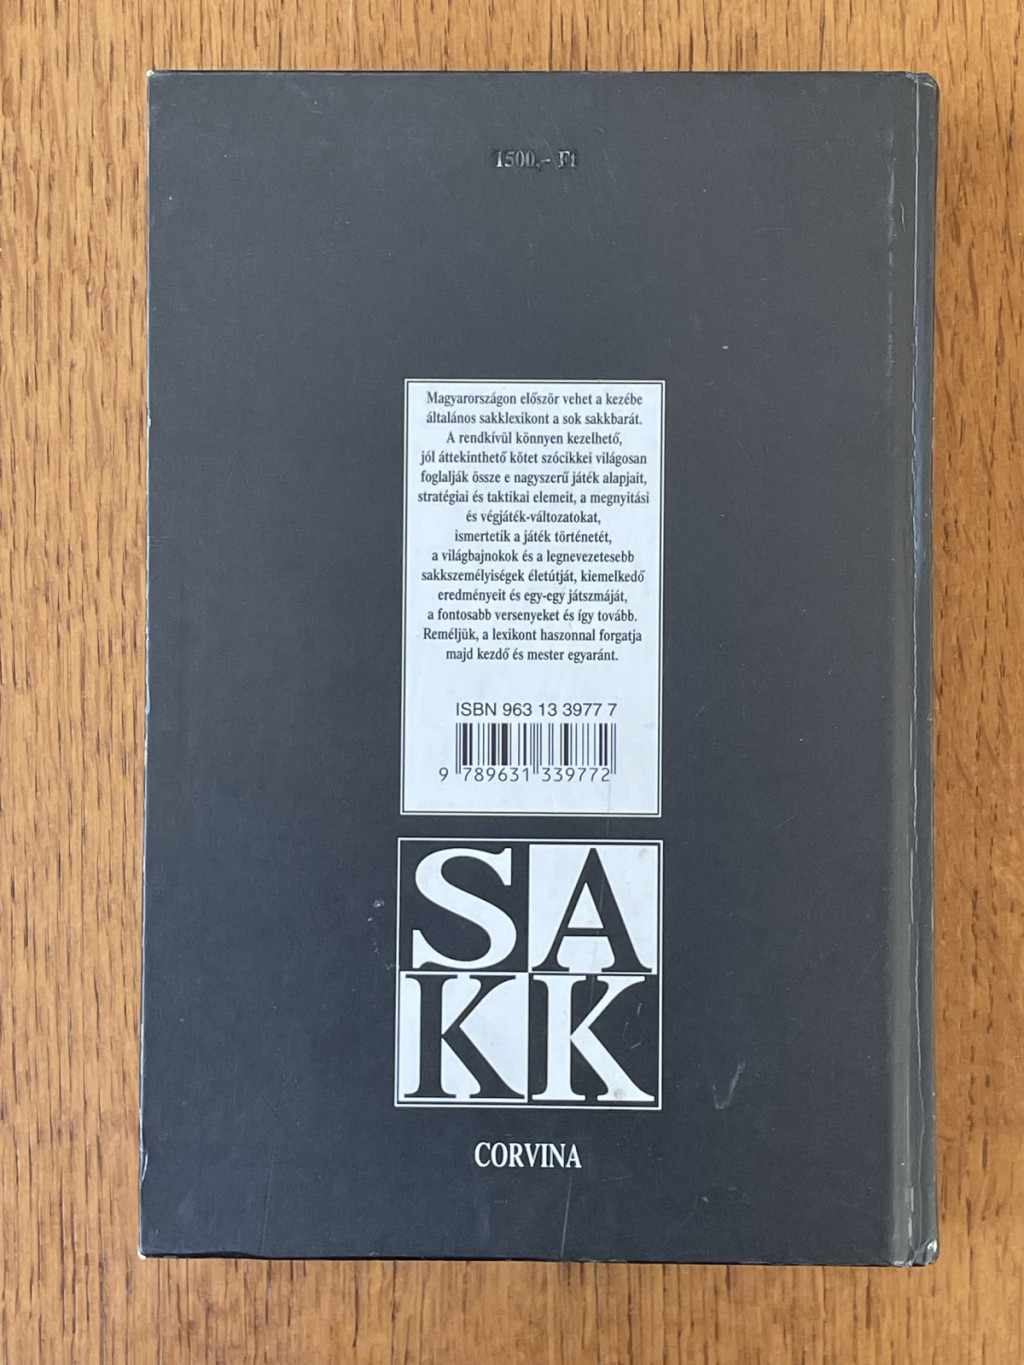 1500,- Ft
Magyarországon először vehet a kezébe
általános sakklexikont a sok sakkbarát.
A rendkívül könnyen kezelhető,
jól áttekinthető kötet szócikkei világosan
foglalják össze e nagyszerű játék alapjait,
stratégiai és taktikai elemeit, a megnyitási
és végjáték-változatokat,
ismertetik a játék történetét,
a világbajnokok és a legnevezetesebb
sakkszemélyiségek életútját, kiemelkedő
eredményeit és egy-egy játszmáját,
a fontosabb versenyeket és így tovább.
Reméljük, a lexikont haszonnal forgatja
majd kezdő és mester egyaránt.
ISBN 963 13 3977 7
9 789631 339772
SA
KK
CORVINA